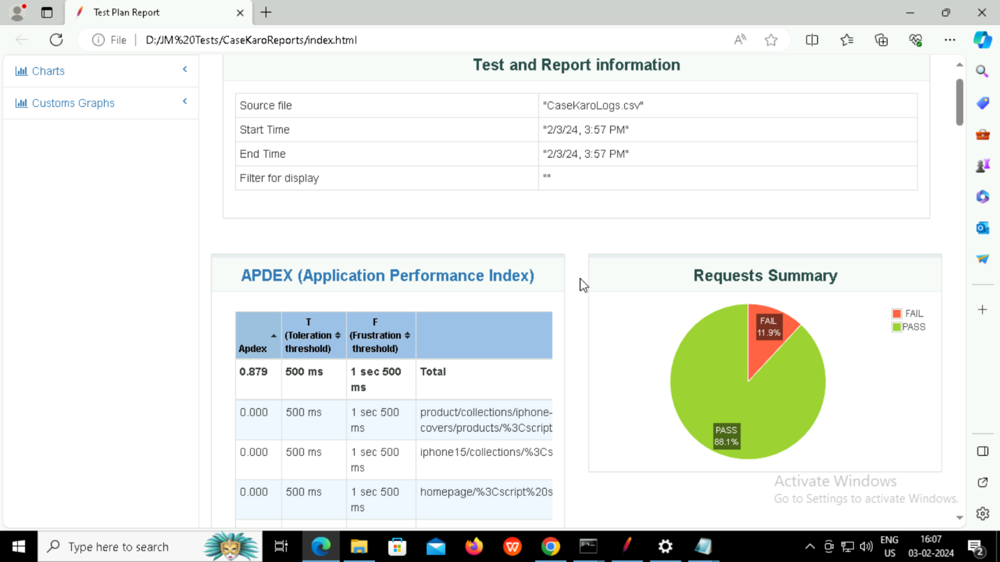 Test Plan Report
File
D:/JM%20Tests/CaseKaroReports/index.html
Charts
Customs Graphs
Test and Report information
Source file "CaseKaroLogs.csv"
Start Time "2/3/24, 3:57 PM"
End Time "2/3/24, 3:57 PM"
Filter for display ""
APDEX (Application Performance Index)
Apdex
T
(Toleration
threshold)
F
(Frustration
threshold)
0.879 500 ms 1 sec 500
ms
Total
0.000 500 ms 1 sec 500
ms
product/collections/iphone-
covers/products/%3Cscript
0.000 500 ms 1 sec 500
ms
iphone15/collections/%3Cs
0.000 500 ms 1 sec 500
ms
homepage/%3Cscript%20s
Requests Summary
FAIL
11.9%
PASS
88.1%
FAIL
PASS
Activate Windows
Go to Settings to activate Windows.
Type here to search
ENG
US
16:07
03-02-2024
2